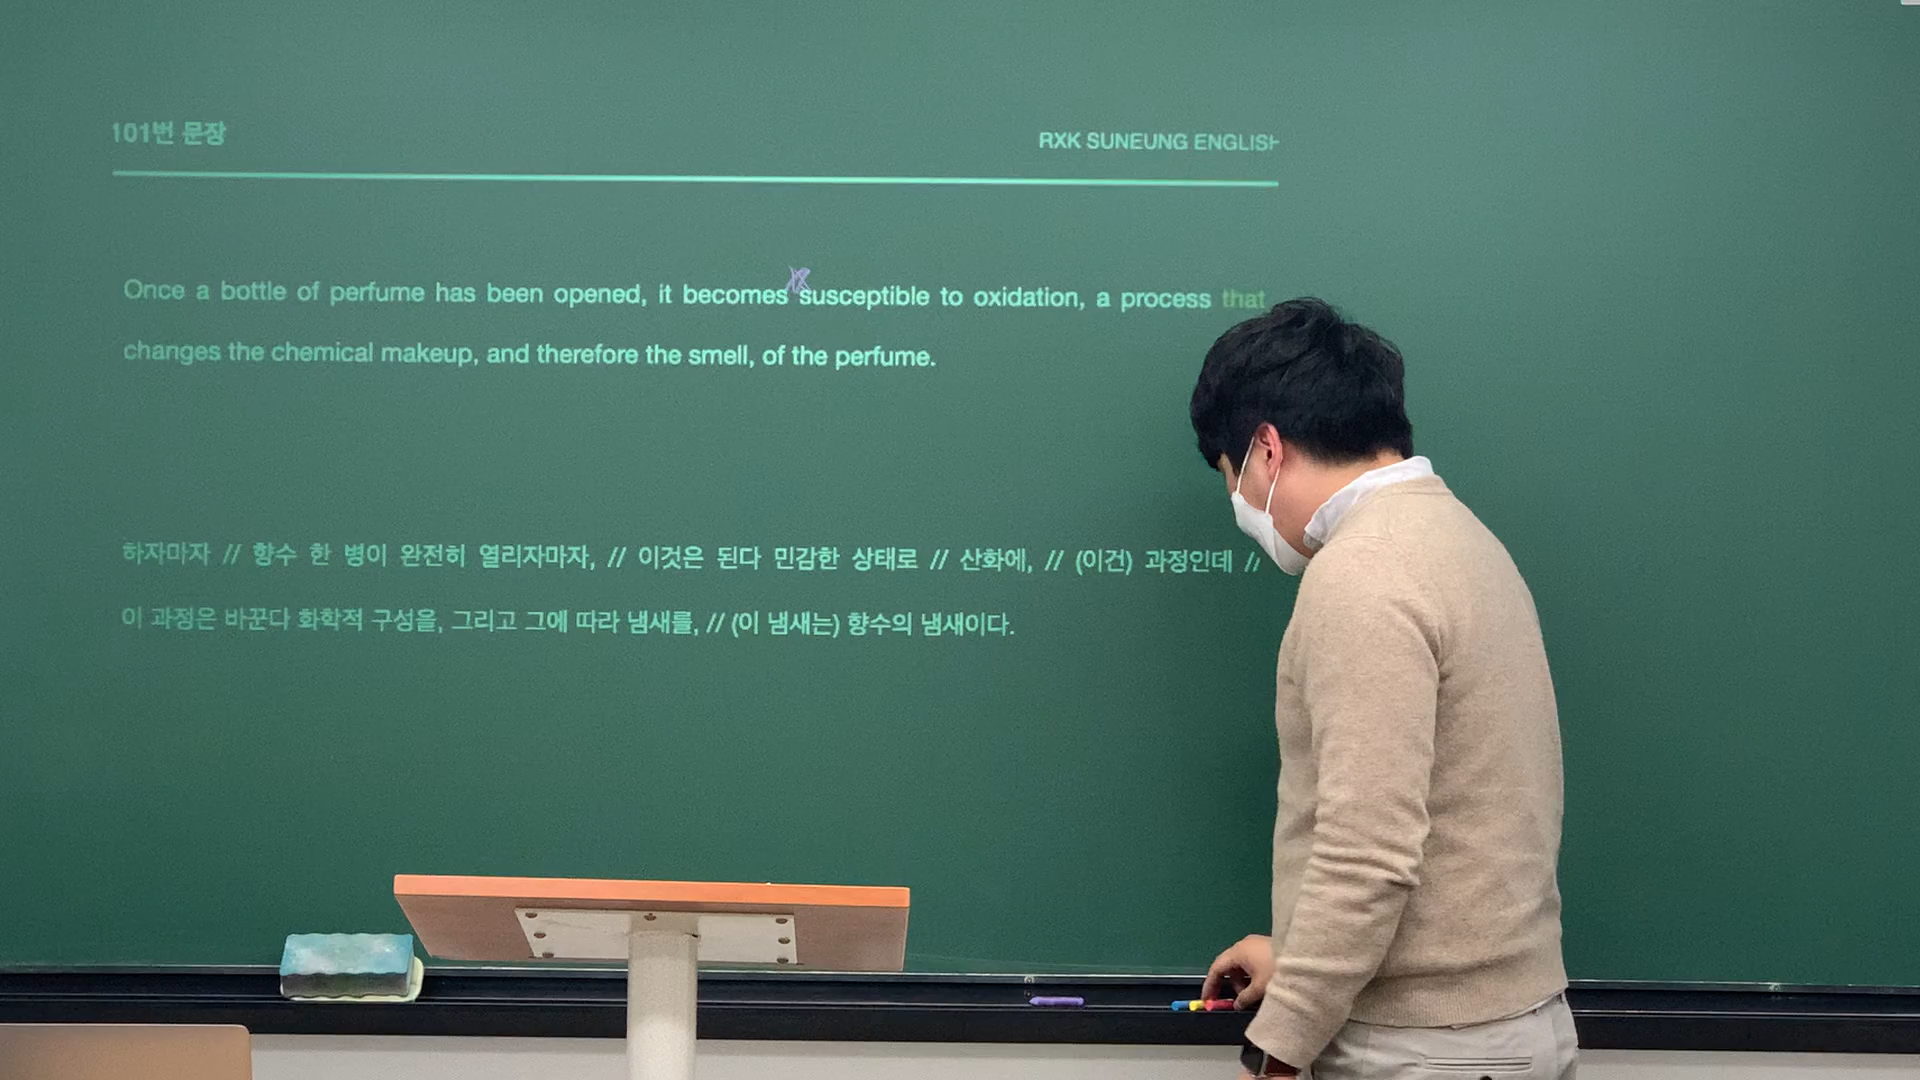 101번 문장
RXK SUNEUNG ENGLISH
Once a bottle of perfume has been opened, it becomes susceptible to oxidation, a process that
changes the chemical makeup, and therefore the smell, of the perfume.
하자마자 // 향수 한 병이 완전히 열리자마자, // 이것은 된다 민감한 상태로 // 산화에, // (이건) 과정인데 //
이 과정은 바꾼다 화학적 구성을, 그리고 그에 따라 냄새를, // (이 냄새는) 향수의 냄새이다.